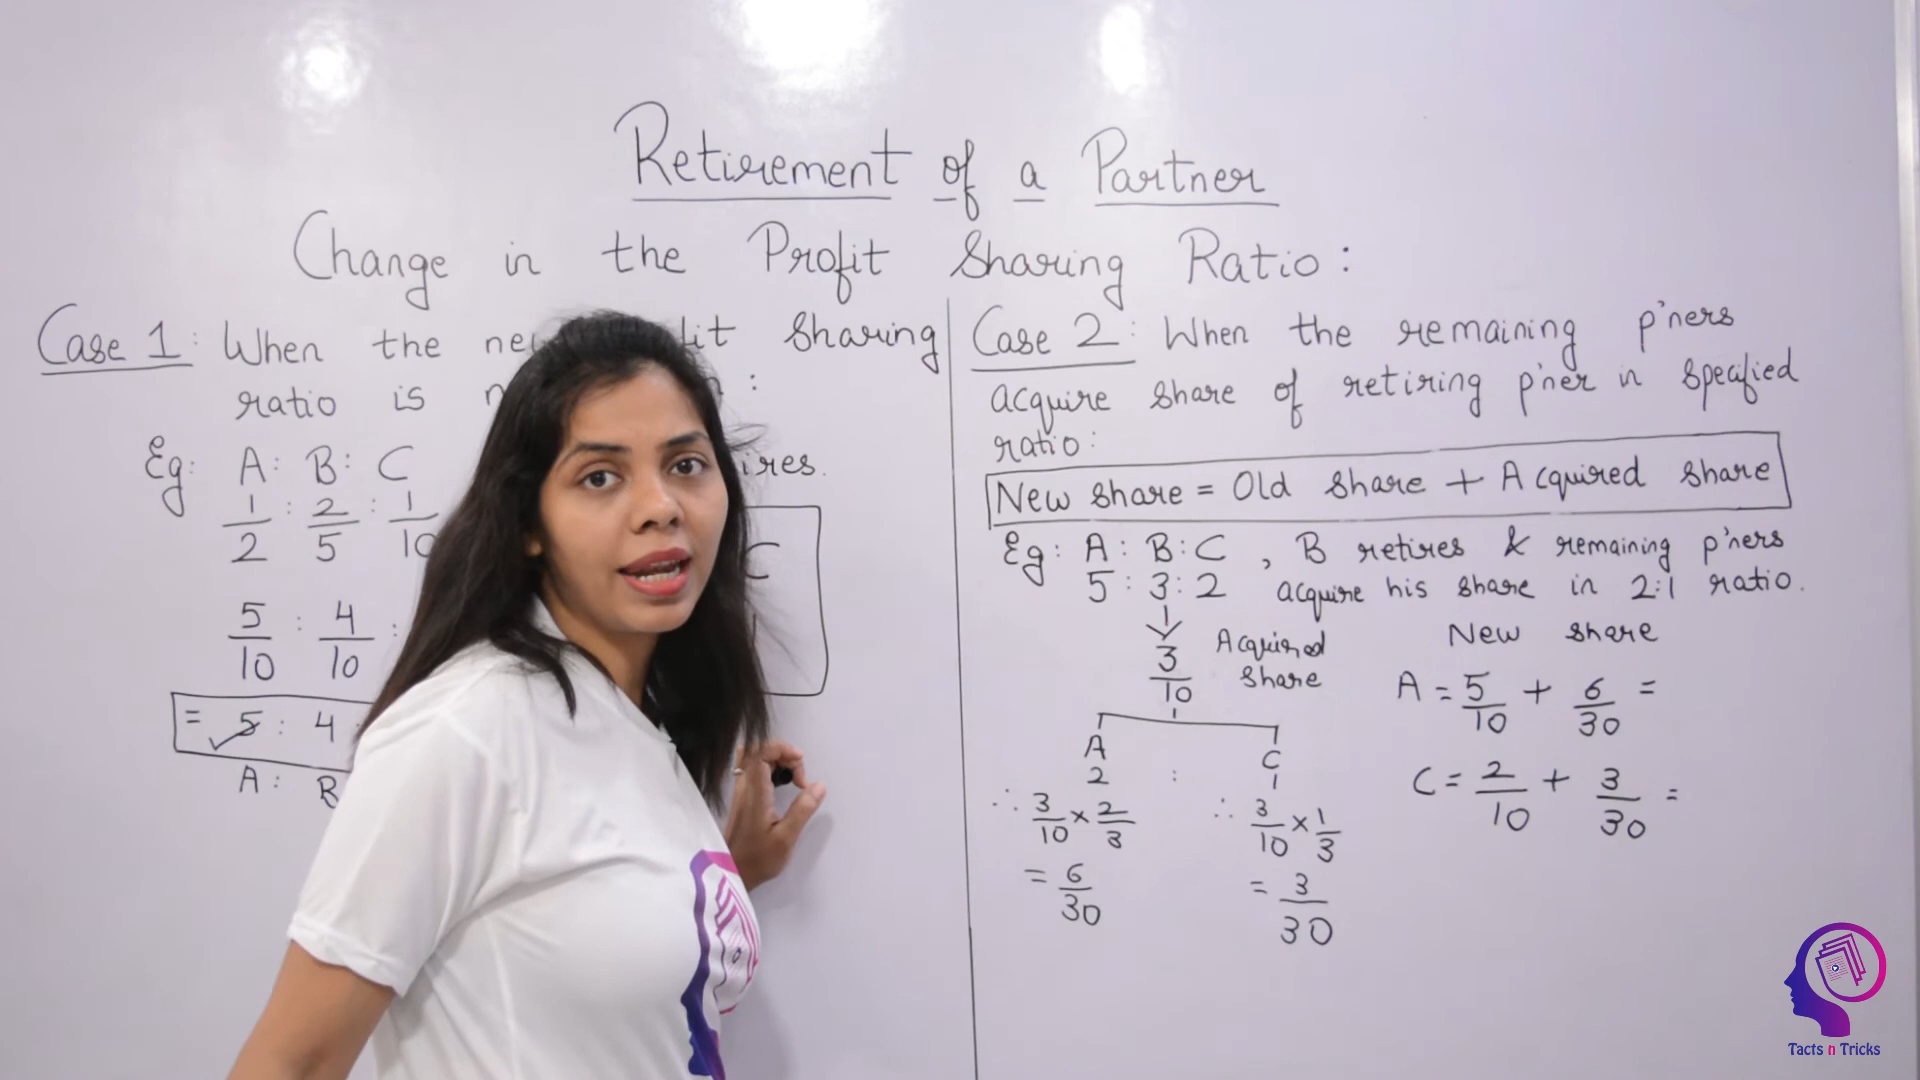 Retirement of a Partner
Change in the Profit Sharing Ratio:
Case 1: When the sharing
ratio is
Eg: A: B: C
1/2 : 2/5 : 1/10
5/10 : 4/10 :
= 5 : 4
A: B
C
Case 2: When the remaining p'ners
acquire share of retiring p'ner in specified
ratio:
New share = Old share + Acquired share
Eg: A: B: C , B retires & remaining p'ners
5 : 3 : 2 acquire his share in 2:1 ratio.
3/10 Acquired share
A C
2 : 1
∴ 3/10 × 2/3 ∴ 3/10 × 1/3
= 6/30 = 3/30
New share
A = 5/10 + 6/30 =
C = 2/10 + 3/30 =
Tacts n Tricks